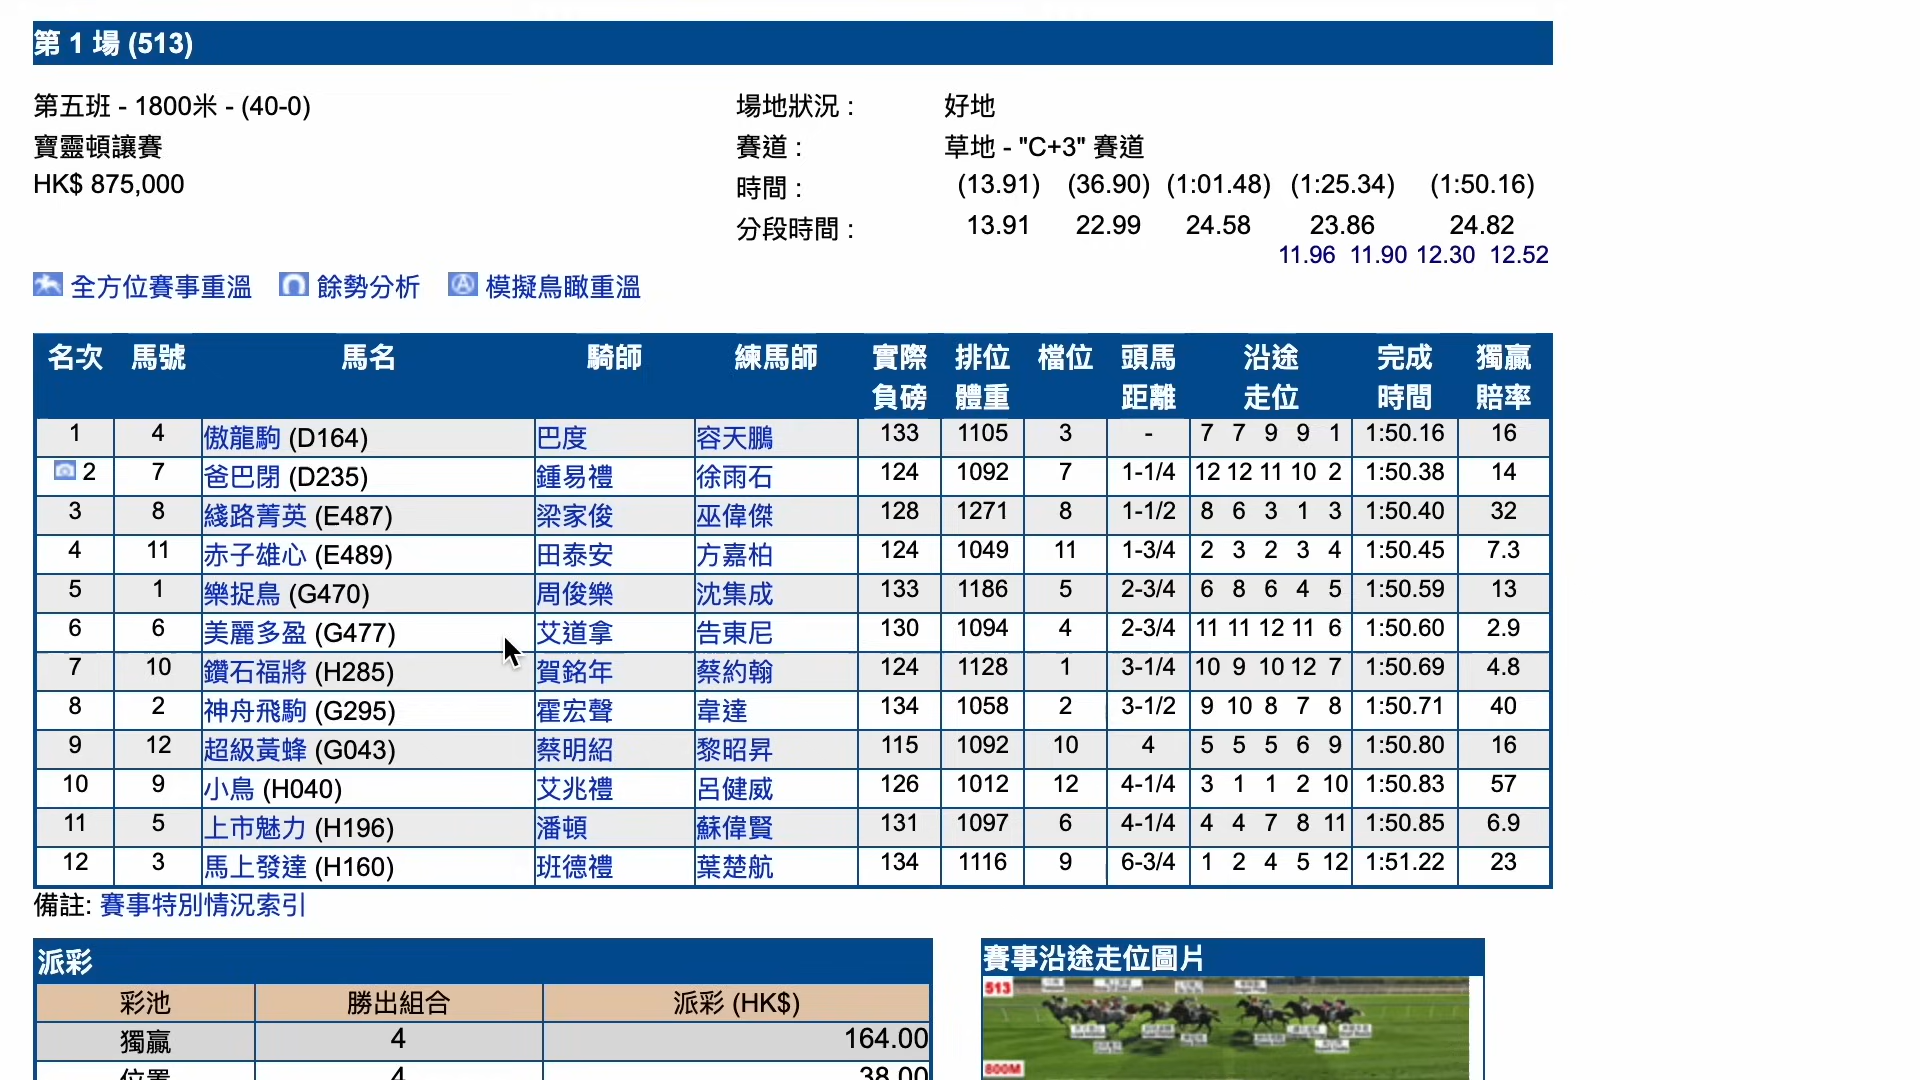 第 1 場 (513)
第五班 - 1800米 - (40-0) 場地狀況 : 好地
寶靈頓讓賽 賽道 : 草地 - "C+3" 賽道
HK$ 875,000 時間 : (13.91) (36.90) (1:01.48) (1:25.34) (1:50.16)
分段時間 : 13.91 22.99 24.58 23.86 24.82
11.96 11.90 12.30 12.52
全方位賽事重溫 餘勢分析 模擬鳥瞰重溫
名次 馬號 馬名 騎師 練馬師 實際負磅 排位體重 檔位 頭馬距離 沿途走位 完成時間 獨贏賠率
1 4 傲龍駒 (D164) 巴度 容天鵬 133 1105 3 - 7 7 9 9 1 1:50.16 16
2 7 爸巴閉 (D235) 鍾易禮 徐雨石 124 1092 7 1-1/4 12 12 11 10 2 1:50.38 14
3 8 綫路菁英 (E487) 梁家俊 巫偉傑 128 1271 8 1-1/2 8 6 3 1 3 1:50.40 32
4 11 赤子雄心 (E489) 田泰安 方嘉柏 124 1049 11 1-3/4 2 3 2 3 4 1:50.45 7.3
5 1 樂捉鳥 (G470) 周俊樂 沈集成 133 1186 5 2-3/4 6 8 6 4 5 1:50.59 13
6 6 美麗多盈 (G477) 艾道拿 告東尼 130 1094 4 2-3/4 11 11 12 11 6 1:50.60 2.9
7 10 鑽石福將 (H285) 賀銘年 蔡約翰 124 1128 1 3-1/4 10 9 10 12 7 1:50.69 4.8
8 2 神舟飛駒 (G295) 霍宏聲 韋達 134 1058 2 3-1/2 9 10 8 7 8 1:50.71 40
9 12 超級黃蜂 (G043) 蔡明紹 黎昭昇 115 1092 10 4 5 5 5 6 9 1:50.80 16
10 9 小鳥 (H040) 艾兆禮 呂健威 126 1012 12 4-1/4 3 1 1 2 10 1:50.83 57
11 5 上市魅力 (H196) 潘頓 蘇偉賢 131 1097 6 4-1/4 4 4 7 8 11 1:50.85 6.9
12 3 馬上發達 (H160) 班德禮 葉楚航 134 1116 9 6-3/4 1 2 4 5 12 1:51.22 23
備註: 賽事特別情況索引
派彩
彩池 勝出組合 派彩 (HK$)
獨贏 4 164.00
位置 4 38.00
賽事沿途走位圖片
513
800M